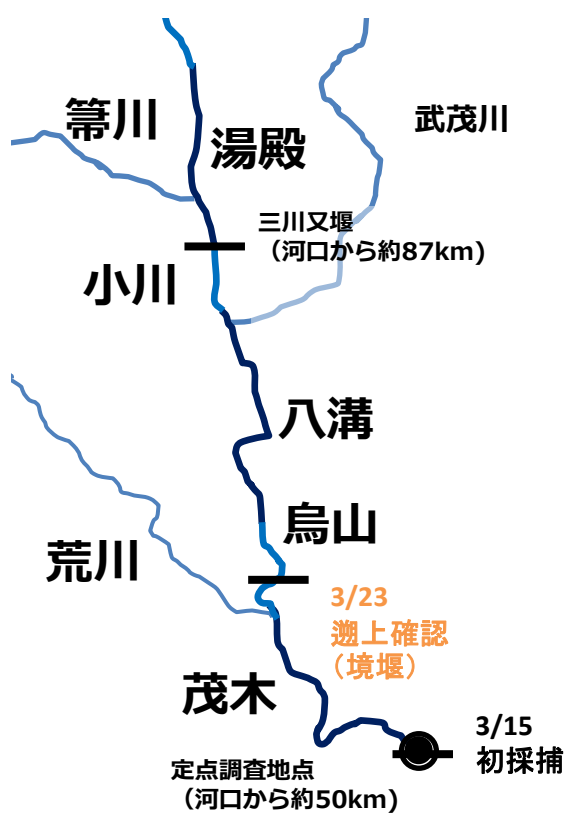 箒川
湯殿
武茂川
三川又堰
（河口から約87km)
小川
八溝
烏山
荒川
3/23
遡上確認
（境堰）
茂木
3/15
初採捕
定点調査地点
（河口から約50km)